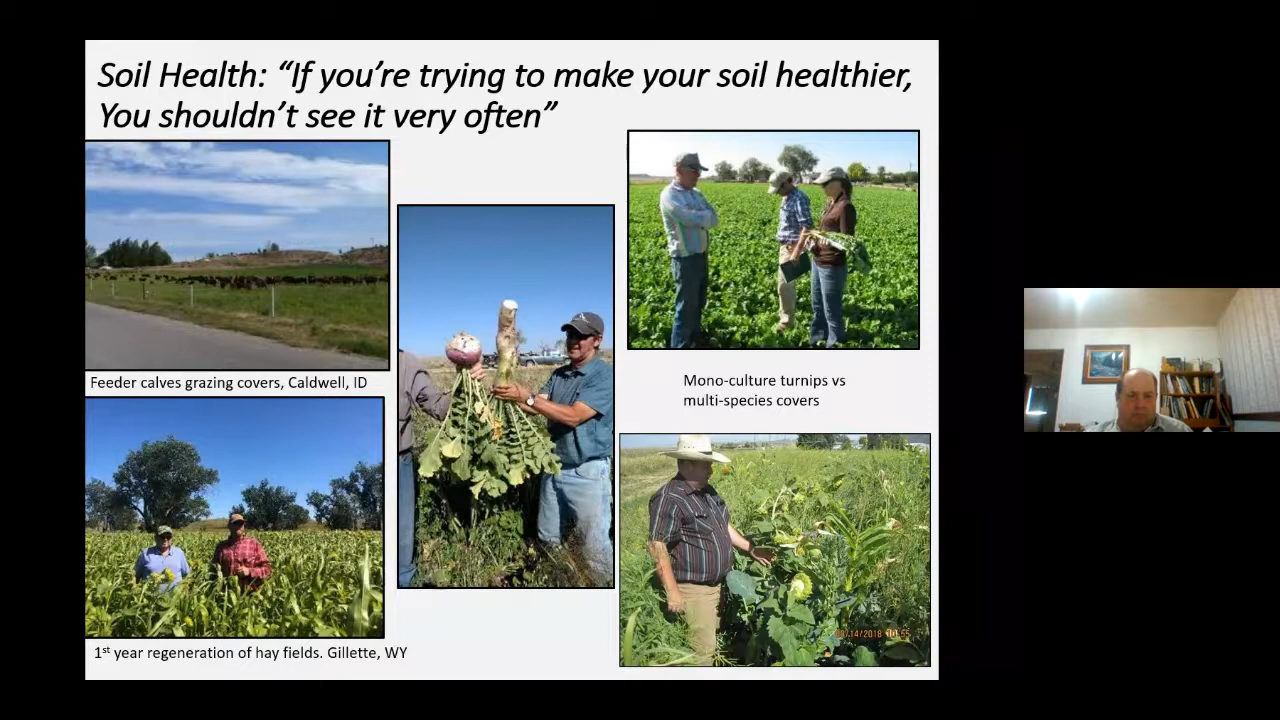 Soil Health: “If you’re trying to make your soil healthier,
You shouldn’t see it very often”
Feeder calves grazing covers, Caldwell, ID
Mono-culture turnips vs
multi-species covers
1st year regeneration of hay fields. Gillette, WY